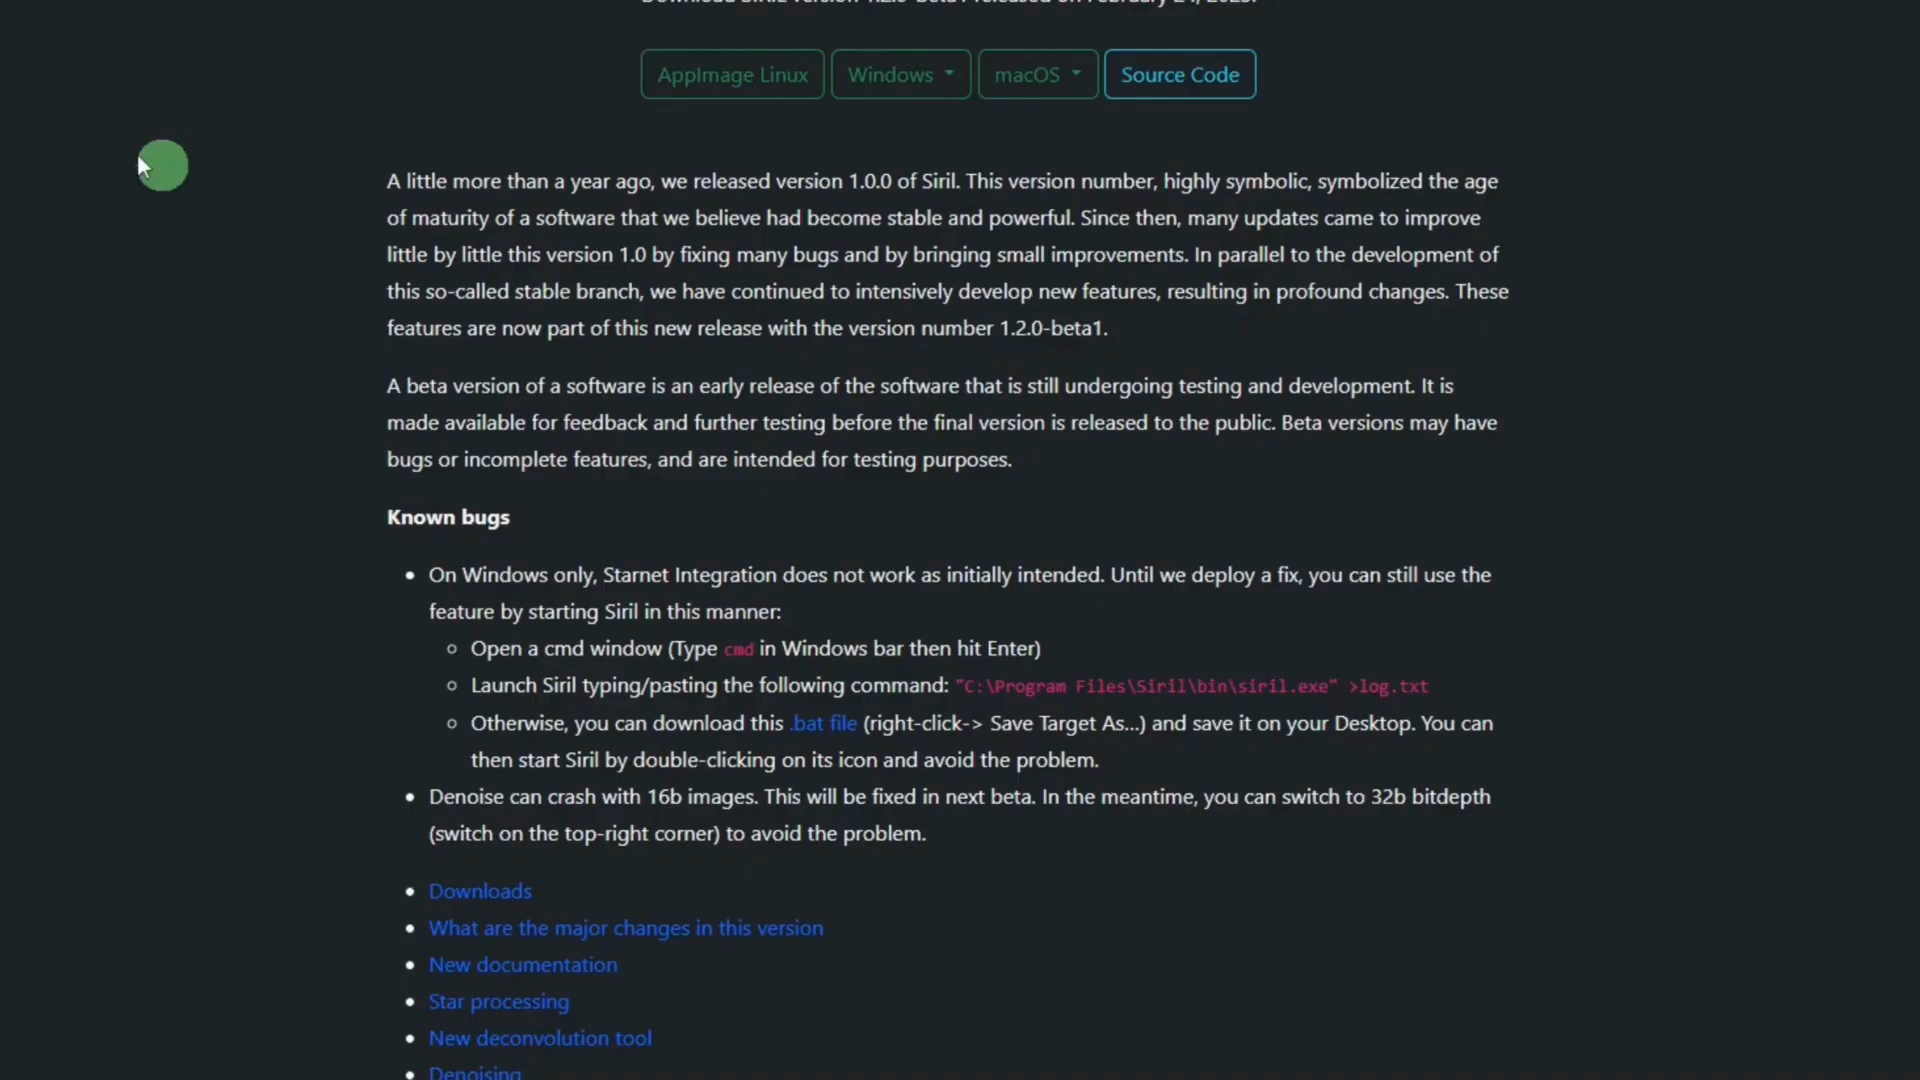 Download Siril version 1.2.0-beta1 released on February 24, 2023.
AppImage Linux Windows macOS Source Code
A little more than a year ago, we released version 1.0.0 of Siril. This version number, highly symbolic, symbolized the age
of maturity of a software that we believe had become stable and powerful. Since then, many updates came to improve
little by little this version 1.0 by fixing many bugs and by bringing small improvements. In parallel to the development of
this so-called stable branch, we have continued to intensively develop new features, resulting in profound changes. These
features are now part of this new release with the version number 1.2.0-beta1.
A beta version of a software is an early release of the software that is still undergoing testing and development. It is
made available for feedback and further testing before the final version is released to the public. Beta versions may have
bugs or incomplete features, and are intended for testing purposes.
Known bugs
On Windows only, Starnet Integration does not work as initially intended. Until we deploy a fix, you can still use the
feature by starting Siril in this manner:
Open a cmd window (Type cmd in Windows bar then hit Enter)
Launch Siril typing/pasting the following command: "C:\Program Files\Siril\bin\siril.exe" >log.txt
Otherwise, you can download this .bat file (right-click-> Save Target As...) and save it on your Desktop. You can
then start Siril by double-clicking on its icon and avoid the problem.
Denoise can crash with 16b images. This will be fixed in next beta. In the meantime, you can switch to 32b bitdepth
(switch on the top-right corner) to avoid the problem.
Downloads
What are the major changes in this version
New documentation
Star processing
New deconvolution tool
Denoising